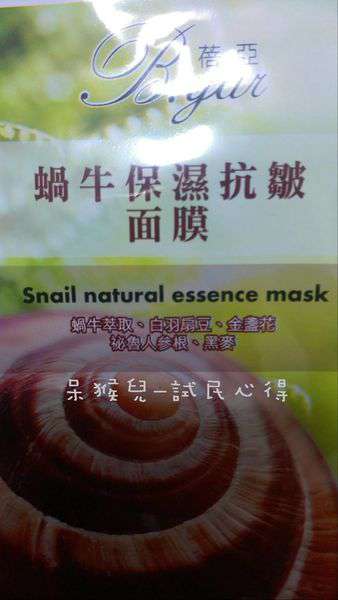 B.yur 蓓亞
蝸牛保濕抗皺
面膜
Snail natural essence mask
蝸牛萃取、白羽扇豆、金盞花
祕魯人參根、黑麥
呆猴兒-試民心得